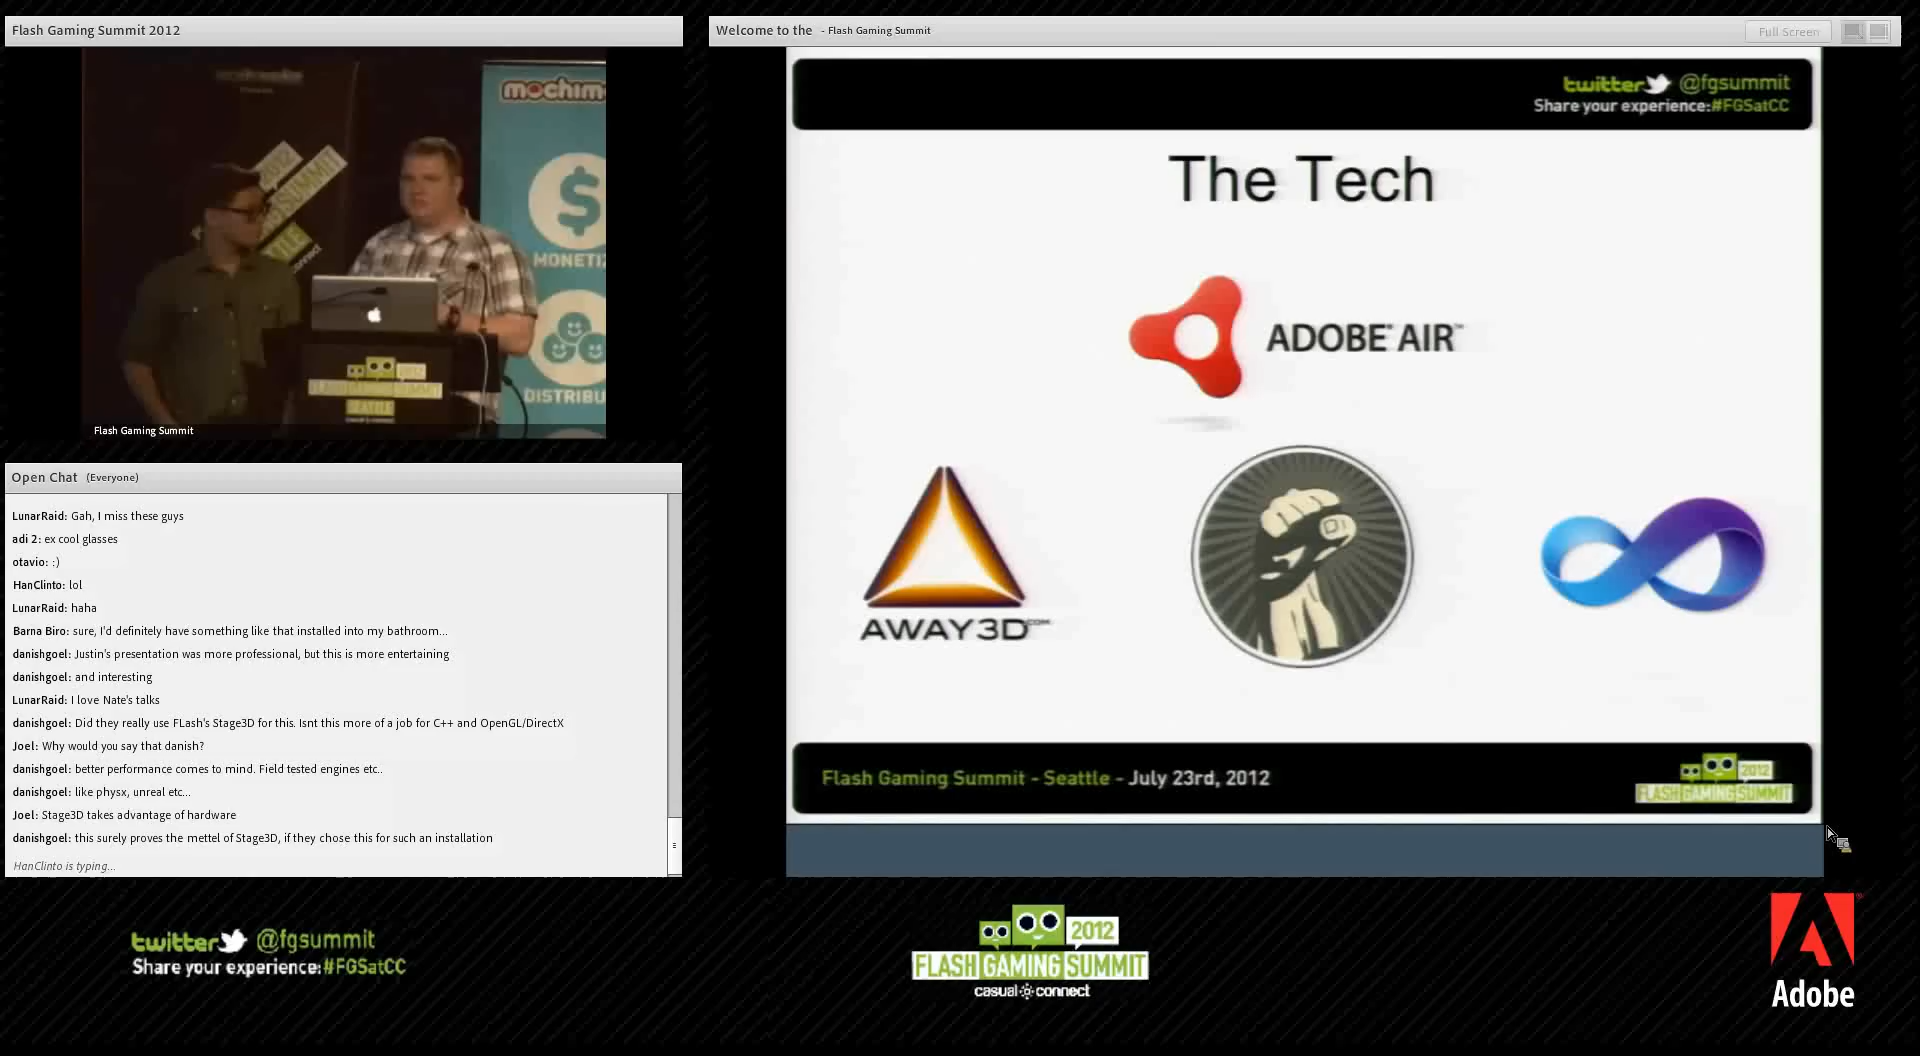 Flash Gaming Summit 2012
mochim
MONETIZ
DISTRIBU
2012
FLASH GAMING SUMMIT
SEATTLE
Flash Gaming Summit
Open Chat (Everyone)
LunarRaid: Gah, I miss these guys
adi 2: ex cool glasses
otavio: :)
HanClinto: lol
LunarRaid: haha
Barna Biro: sure, I'd definitely have something like that installed into my bathroom...
danishgoel: Justin's presentation was more professional, but this is more entertaining
danishgoel: and interesting
LunarRaid: I love Nate's talks
danishgoel: Did they really use FLash's Stage3D for this. Isnt this more of a job for C++ and OpenGL/DirectX
Joel: Why would you say that danish?
danishgoel: better performance comes to mind. Field tested engines etc..
danishgoel: like physx, unreal etc...
Joel: Stage3D takes advantage of hardware
danishgoel: this surely proves the mettel of Stage3D, if they chose this for such an installation
HanClinto is typing...
Welcome to the - Flash Gaming Summit
Full Screen
twitter @fgsummit
Share your experience:#FGSatCC
The Tech
ADOBE® AIR™
AWAY3D.COM
Flash Gaming Summit - Seattle - July 23rd, 2012
2012
FLASH GAMING SUMMIT
twitter @fgsummit
Share your experience:#FGSatCC
2012
FLASH GAMING SUMMIT
casual connect
Adobe